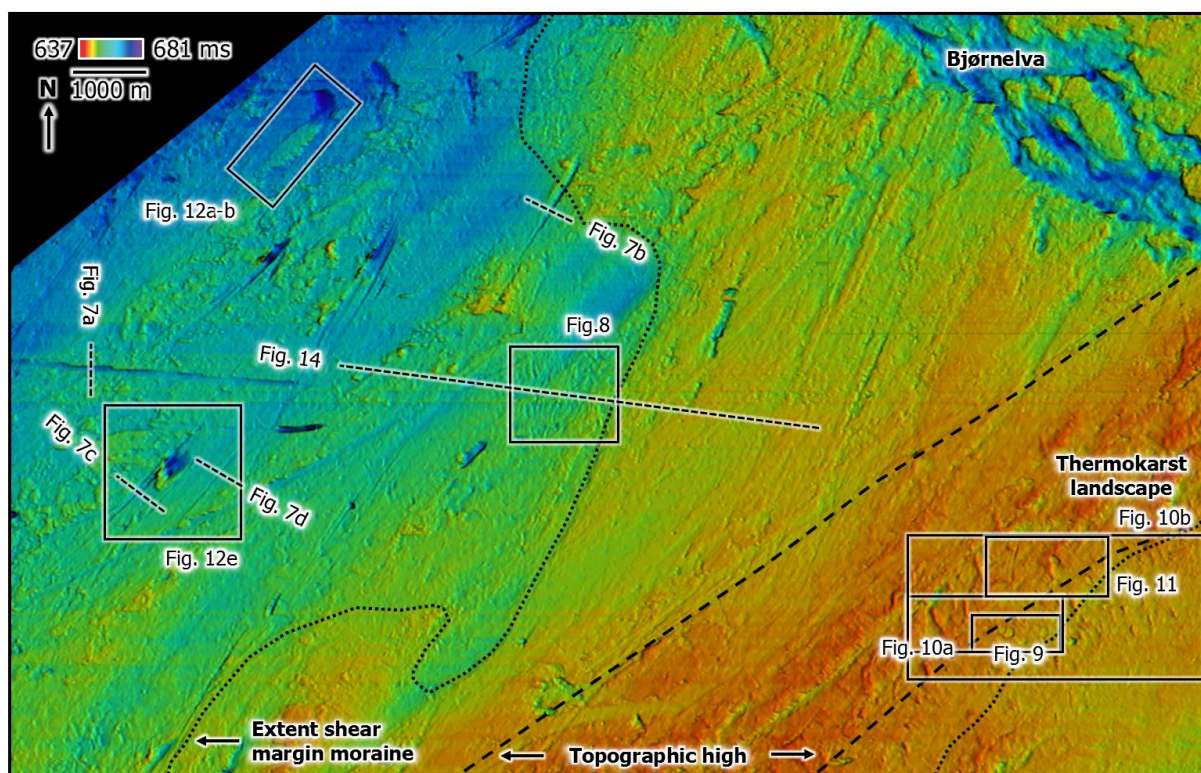 637 681 ms
1000 m
N
Bjørnelva
Fig. 12a-b
Fig. 7b
Fig. 7a
Fig.8
Fig. 14
Fig. 7c
Fig. 7d
Fig. 12e
Thermokarst
landscape
Fig. 10b
Fig. 11
Fig. 10a
Fig. 9
Extent shear
margin moraine
Topographic high